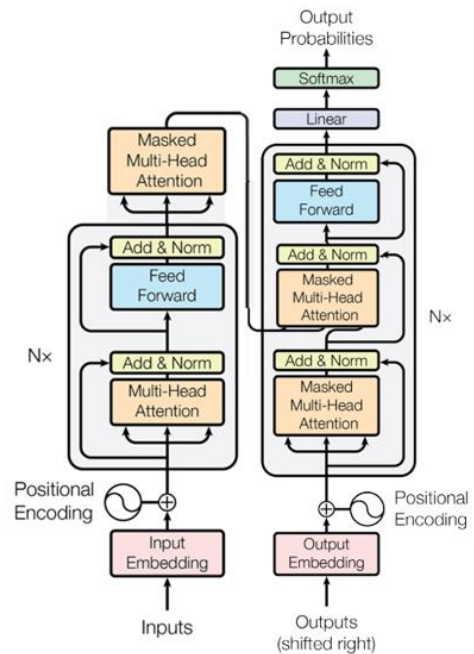 Output
Probabilities
Softmax
Linear
Add & Norm
Feed
Forward
Add & Norm
Masked
Multi-Head
Attention
Add & Norm
Masked
Multi-Head
Attention
N×
Positional
Encoding
Output
Embedding
Outputs
(shifted right)
Masked
Multi-Head
Attention
Add & Norm
Feed
Forward
Add & Norm
Multi-Head
Attention
N×
Positional
Encoding
Input
Embedding
Inputs